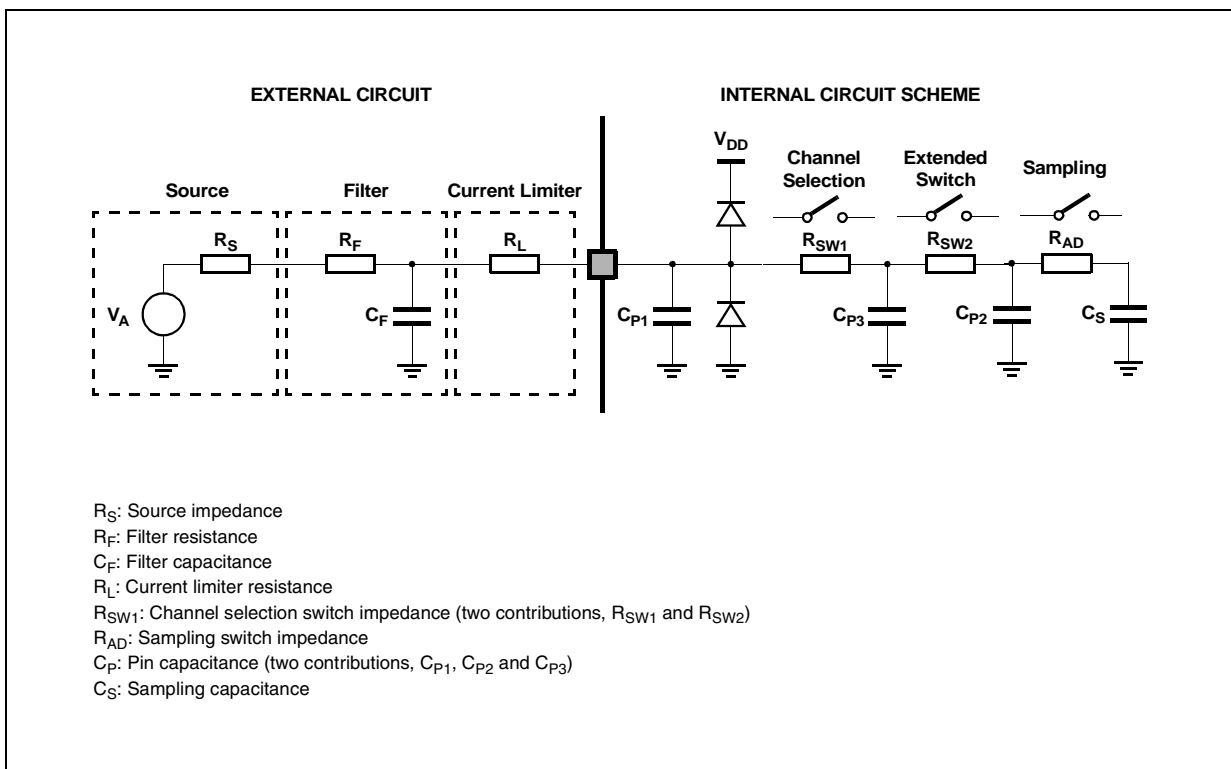 EXTERNAL CIRCUIT
INTERNAL CIRCUIT SCHEME
VDD
Channel
Selection
Extended
Switch
Sampling
Source
Filter
Current Limiter
RS
RF
RL
RSW1
RSW2
RAD
VA
CF
CP1
CP3
CP2
CS
RS: Source impedance
RF: Filter resistance
CF: Filter capacitance
RL: Current limiter resistance
RSW1: Channel selection switch impedance (two contributions, RSW1 and RSW2)
RAD: Sampling switch impedance
CP: Pin capacitance (two contributions, CP1, CP2 and CP3)
CS: Sampling capacitance